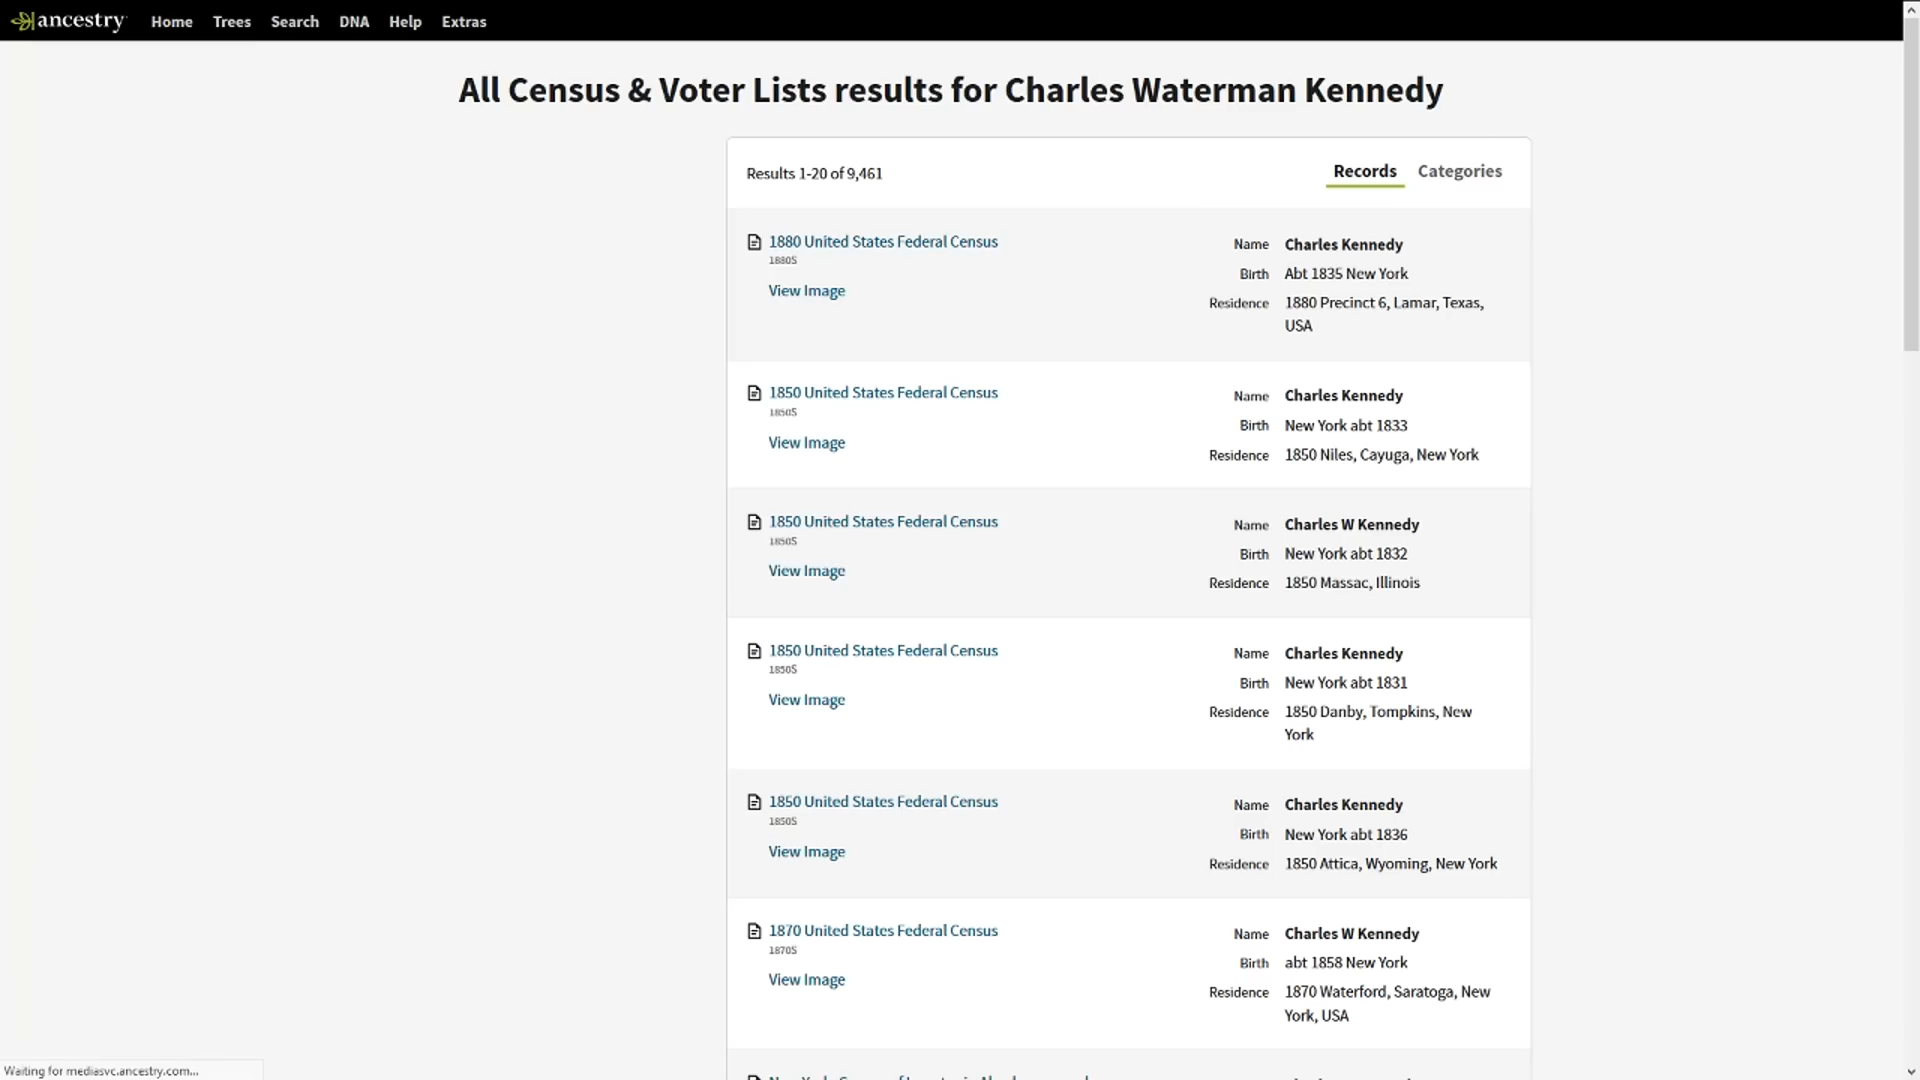 ancestry Home Trees Search DNA Help Extras
All Census & Voter Lists results for Charles Waterman Kennedy
Results 1-20 of 9,461 Records Categories
1880 United States Federal Census
1880S
View Image
Name Charles Kennedy
Birth Abt 1835 New York
Residence 1880 Precinct 6, Lamar, Texas,
USA
1850 United States Federal Census
1850S
View Image
Name Charles Kennedy
Birth New York abt 1833
Residence 1850 Niles, Cayuga, New York
1850 United States Federal Census
1850S
View Image
Name Charles W Kennedy
Birth New York abt 1832
Residence 1850 Massac, Illinois
1850 United States Federal Census
1850S
View Image
Name Charles Kennedy
Birth New York abt 1831
Residence 1850 Danby, Tompkins, New
York
1850 United States Federal Census
1850S
View Image
Name Charles Kennedy
Birth New York abt 1836
Residence 1850 Attica, Wyoming, New York
1870 United States Federal Census
1870S
View Image
Name Charles W Kennedy
Birth abt 1858 New York
Residence 1870 Waterford, Saratoga, New
York, USA
Waiting for mediasvc.ancestry.com...